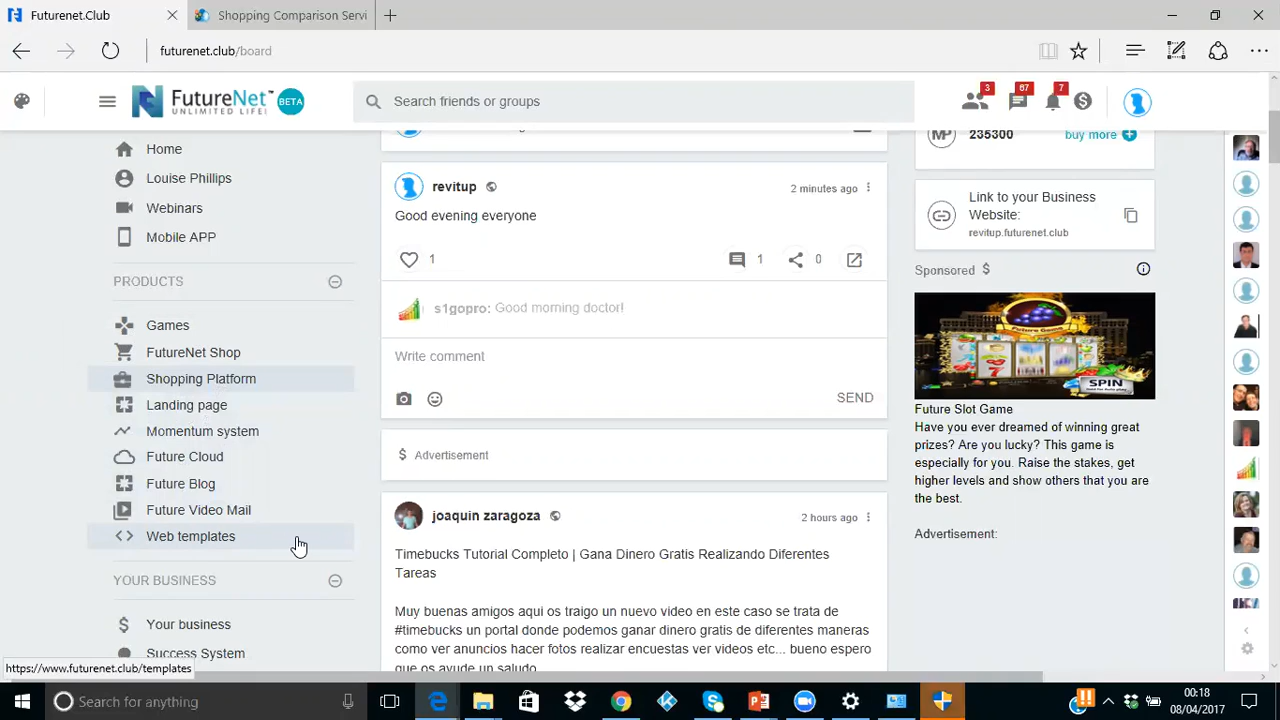 Futurenet.Club
Shopping Comparison Servi
futurenet.club/board
FutureNet™ BETA
UNLIMITED LIFE!
Search friends or groups
3
67
7
Home
Louise Phillips
Webinars
Mobile APP
PRODUCTS
Games
FutureNet Shop
Shopping Platform
Landing page
Momentum system
Future Cloud
Future Blog
Future Video Mail
Web templates
YOUR BUSINESS
Your business
Success System
https://www.futurenet.club/templates
revitup
2 minutes ago
Good evening everyone
1
1
0
s1gopro: Good morning doctor!
Write comment
SEND
$ Advertisement
joaquin zaragoza
2 hours ago
Timebucks Tutorial Completo | Gana Dinero Gratis Realizando Diferentes
Tareas
Muy buenas amigos aqui os traigo un nuevo video en este caso se trata de
#timebucks un portal donde podemos ganar dinero gratis de diferentes maneras
como ver anuncios hacer fotos realizar encuestas ver videos etc... bueno espero
que os ayude un saludo
MP
235300
buy more
Link to your Business
Website:
revitup.futurenet.club
Sponsored $
Future Game
SPIN
Future Slot Game
Have you ever dreamed of winning great
prizes? Are you lucky? This game is
especially for you. Raise the stakes, get
higher levels and show others that you are
the best.
Advertisement:
Search for anything
00:18
08/04/2017